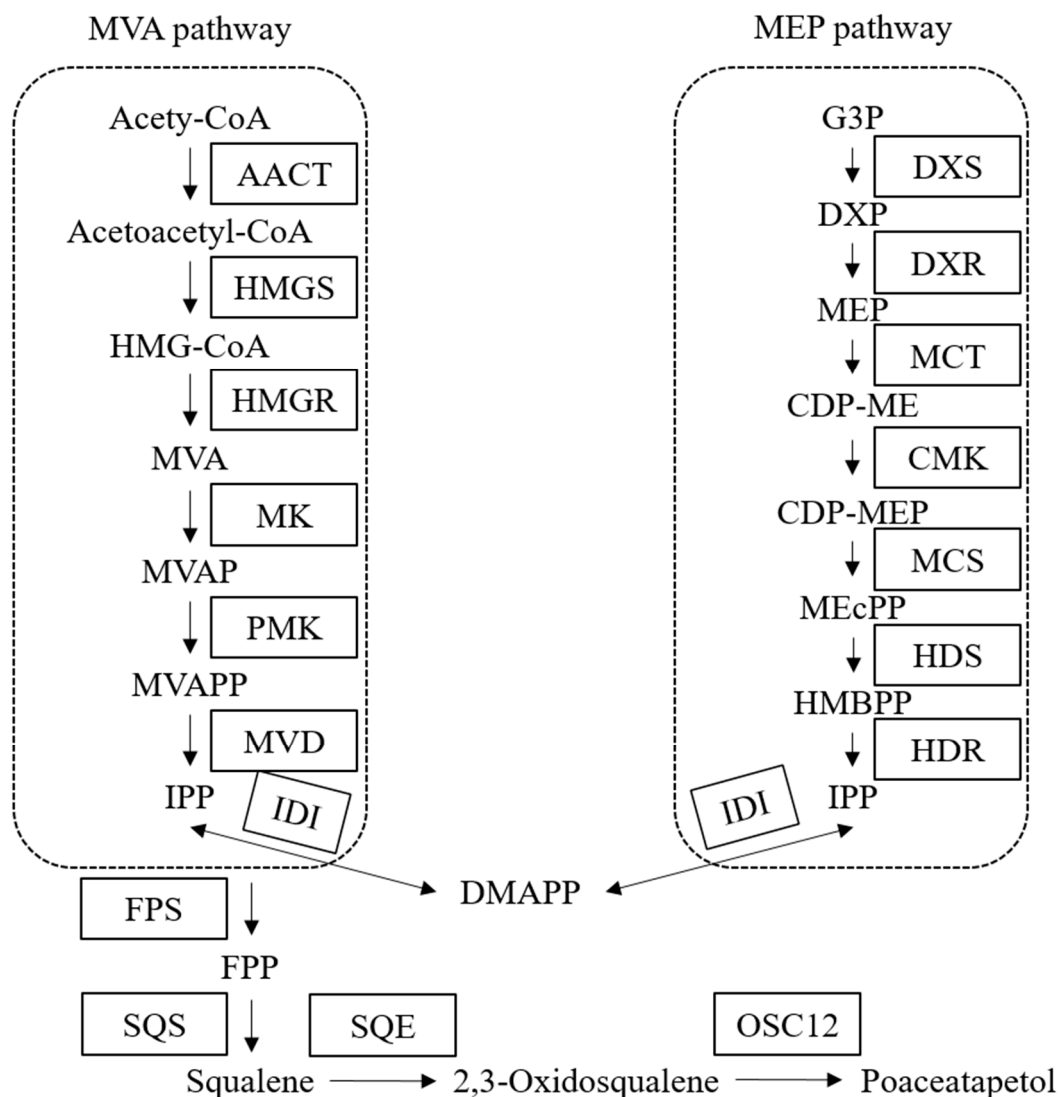 MVA pathway
Acety-CoA
AACT
Acetoacetyl-CoA
HMGS
HMG-CoA
HMGR
MVA
MK
MVAP
PMK
MVAPP
MVD
IPP
IDI
MEP pathway
G3P
DXS
DXP
DXR
MEP
MCT
CDP-ME
CMK
CDP-MEP
MCS
MEcPP
HDS
HMBPP
HDR
IDI
IPP
DMAPP
FPS
FPP
SQS
SQE
OSC12
Squalene
2,3-Oxidosqualene
Poaceatapetol